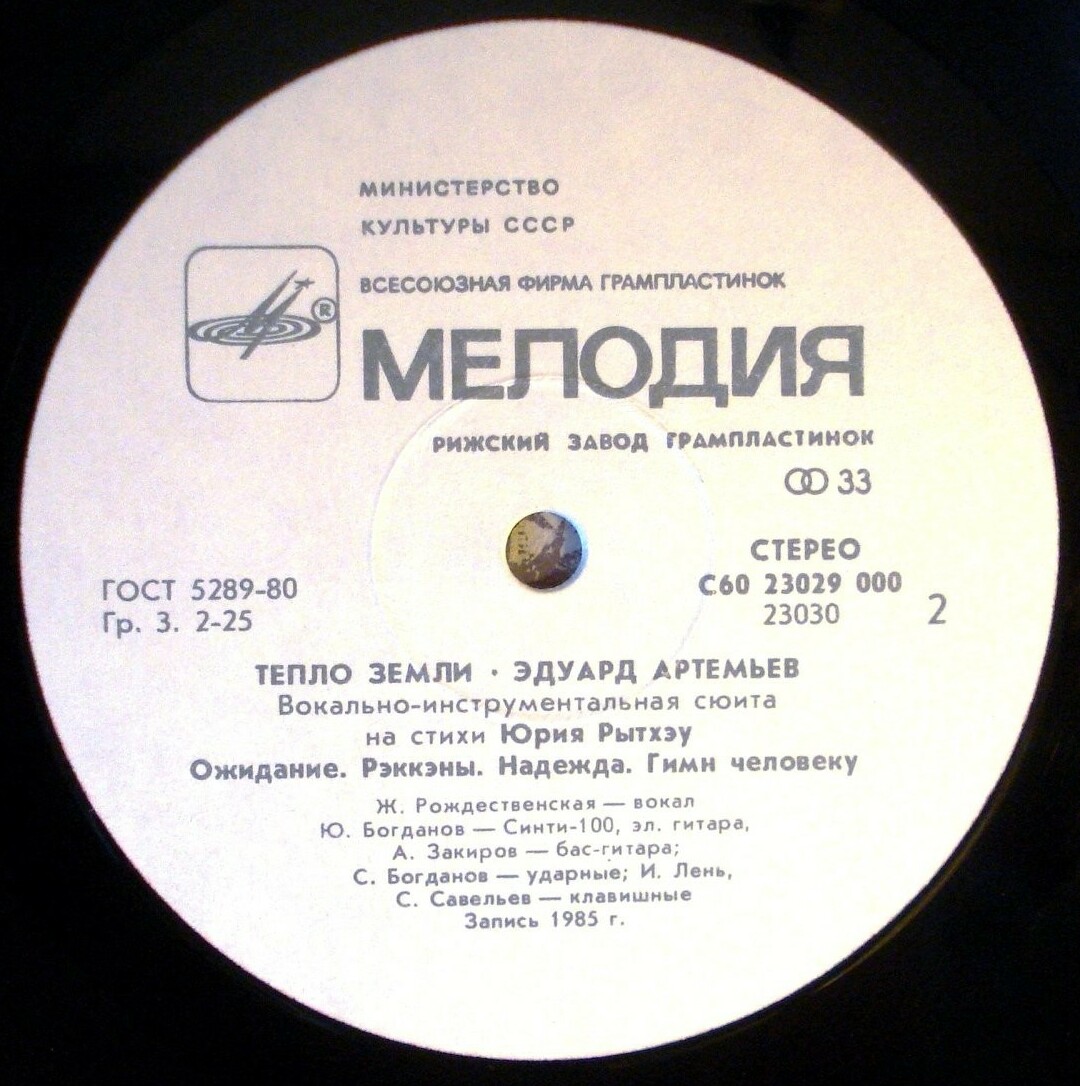 МИНИСТЕРСТВО
КУЛЬТУРЫ СССР
ВСЕСОЮЗНАЯ ФИРМА ГРАМПЛАСТИНОК
®
МЕЛОДИЯ
РИЖСКИЙ ЗАВОД ГРАМПЛАСТИНОК
33
СТЕРЕО
ГОСТ 5289-80
С60 23029 000
Гр. 3. 2-25
23030
2
ТЕПЛО ЗЕМЛИ · ЭДУАРД АРТЕМЬЕВ
Вокально-инструментальная сюита
на стихи Юрия Рытхэу
Ожидание. Рэккэны. Надежда. Гимн человеку
Ж. Рождественская — вокал
Ю. Богданов — Синти-100, эл. гитара,
А. Закиров — бас-гитара;
С. Богданов — ударные; И. Лень,
С. Савельев — клавишные
Запись 1985 г.